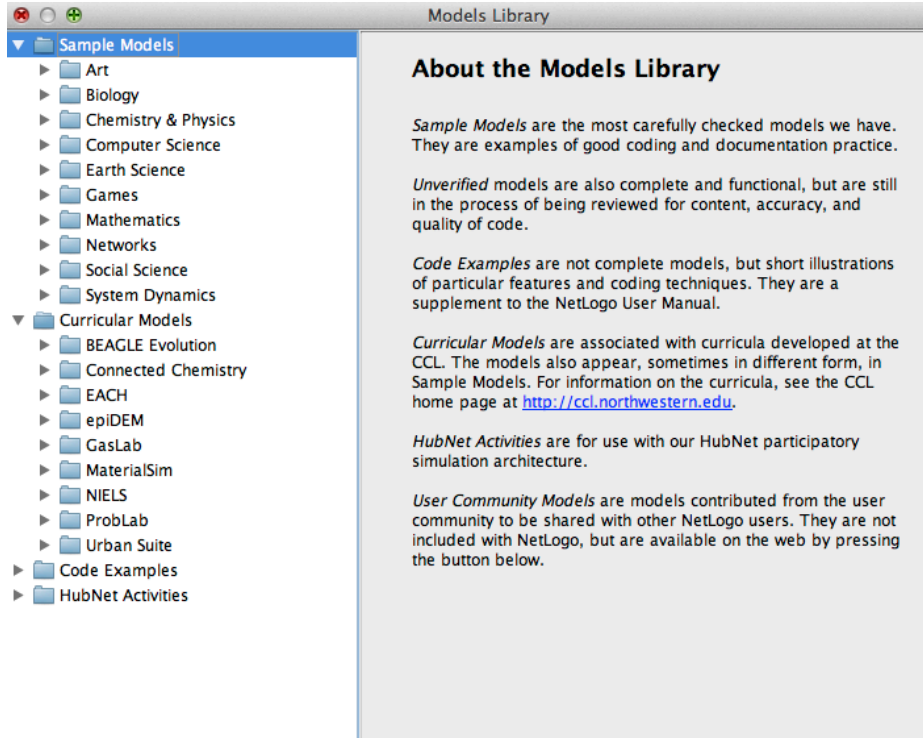 Models Library
Sample Models
Art
Biology
Chemistry & Physics
Computer Science
Earth Science
Games
Mathematics
Networks
Social Science
System Dynamics
Curricular Models
BEAGLE Evolution
Connected Chemistry
EACH
epiDEM
GasLab
MaterialSim
NIELS
ProbLab
Urban Suite
Code Examples
HubNet Activities
About the Models Library
Sample Models are the most carefully checked models we have.
They are examples of good coding and documentation practice.
Unverified models are also complete and functional, but are still
in the process of being reviewed for content, accuracy, and
quality of code.
Code Examples are not complete models, but short illustrations
of particular features and coding techniques. They are a
supplement to the NetLogo User Manual.
Curricular Models are associated with curricula developed at the
CCL. The models also appear, sometimes in different form, in
Sample Models. For information on the curricula, see the CCL
home page at http://ccl.northwestern.edu.
HubNet Activities are for use with our HubNet participatory
simulation architecture.
User Community Models are models contributed from the user
community to be shared with other NetLogo users. They are not
included with NetLogo, but are available on the web by pressing
the button below.